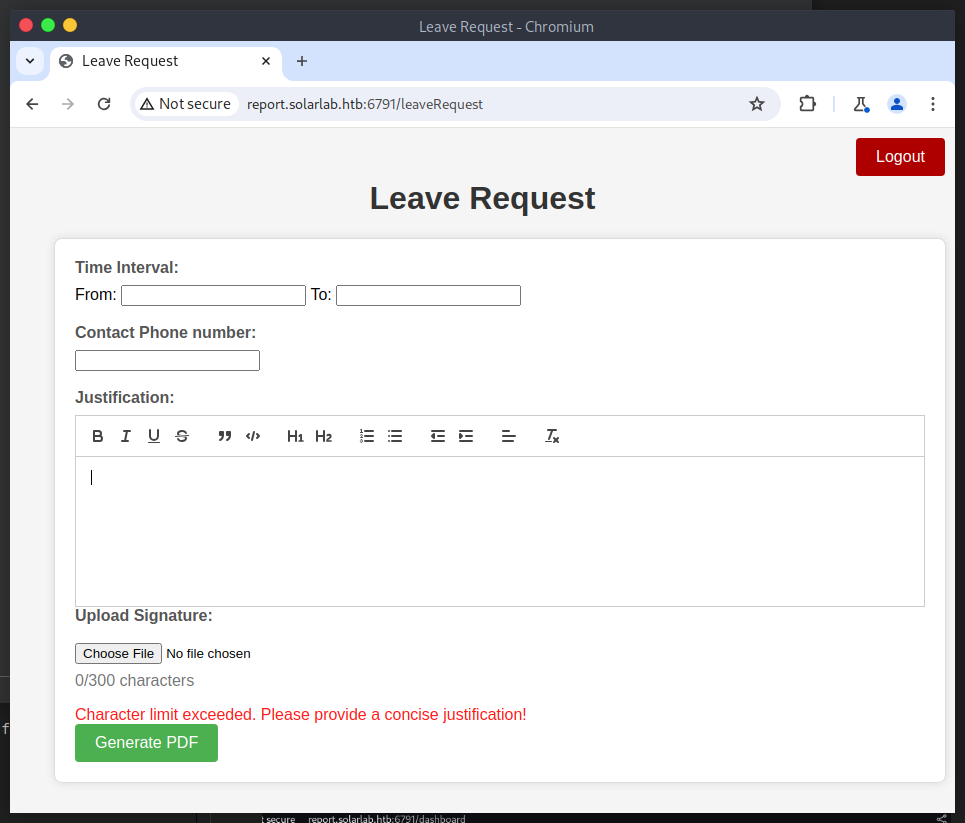 Leave Request - Chromium
Leave Request
Not secure report.solarlab.htb:6791/leaveRequest
Logout
Leave Request
Time Interval:
From: To:
Contact Phone number:
Justification:
B I U S H1 H2
Upload Signature:
Choose File No file chosen
0/300 characters
Character limit exceeded. Please provide a concise justification!
f
Generate PDF
t secure report.solarlab.htb:6791/dashboard